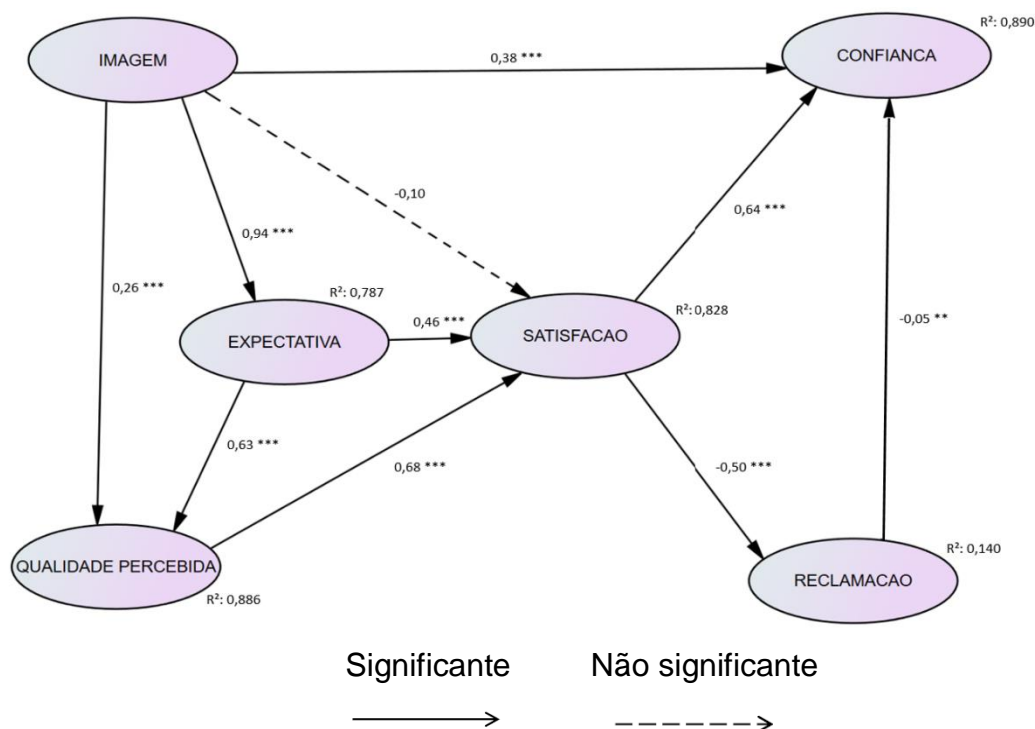 R²: 0,890
IMAGEM
CONFIANCA
0,38 ***
-0,10
0,64 ***
0,94 ***
0,26 ***
R²: 0,787
R²: 0,828
-0,05 **
0,46 ***
EXPECTATIVA
SATISFACAO
0,63 ***
0,68 ***
-0,50 ***
R²: 0,140
QUALIDADE PERCEBIDA
RECLAMACAO
R²: 0,886
Significante
Não significante